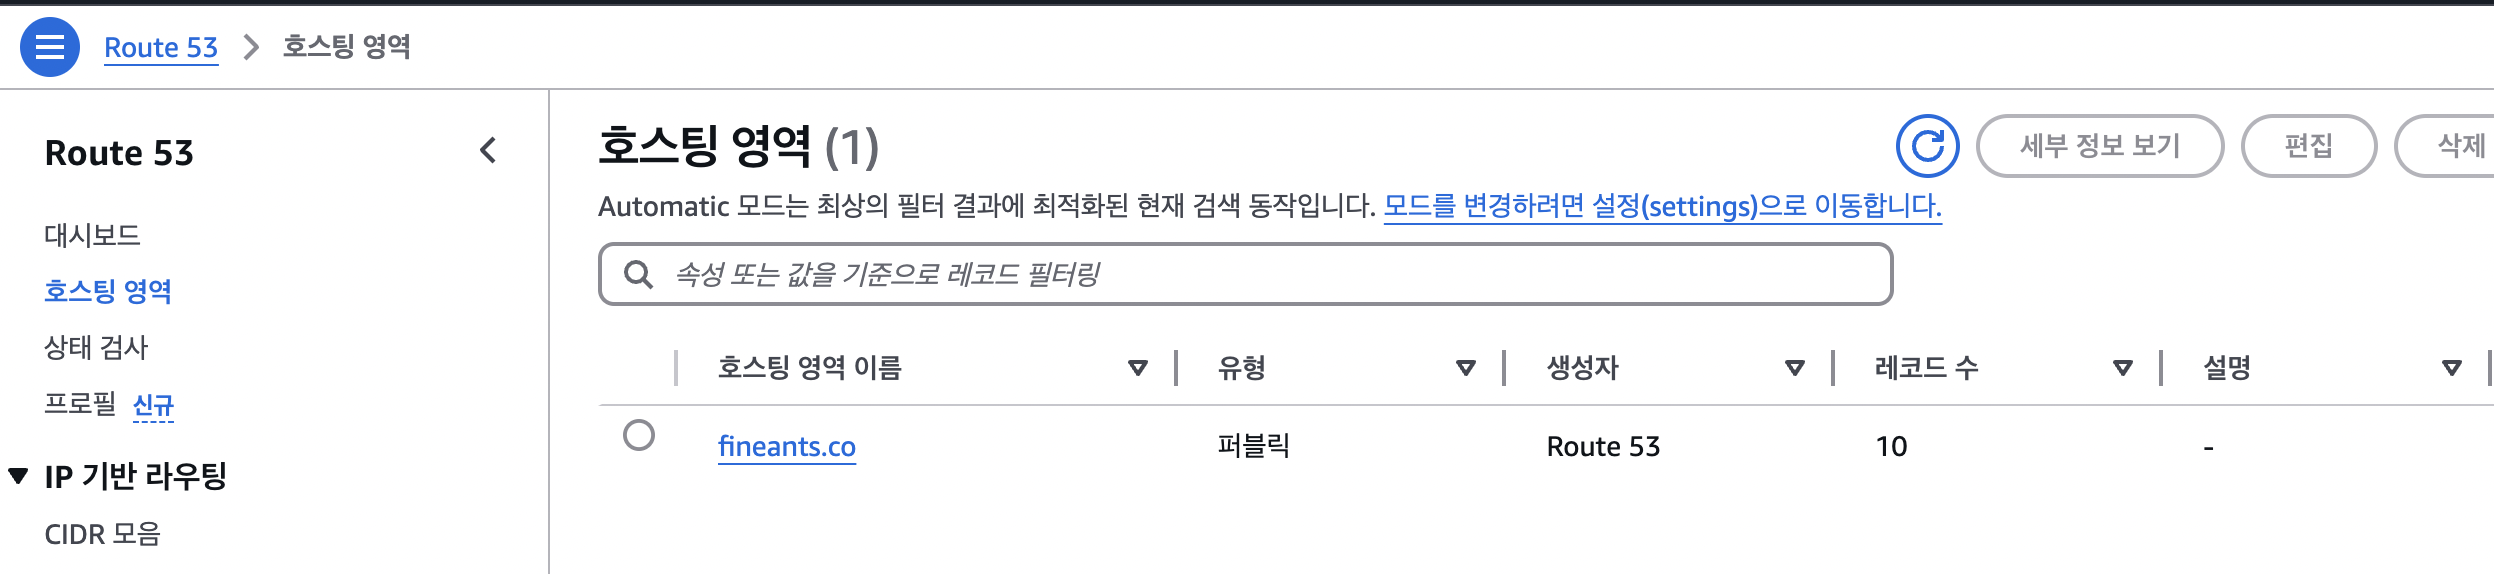 Route 53 > 호스팅 영역
Route 53
대시보드
호스팅 영역
상태 검사
프로필 신규
IP 기반 라우팅
CIDR 모음
호스팅 영역 (1)
세부 정보 보기
편집
삭제
Automatic 모드는 최상의 필터 결과에 최적화된 현재 검색 동작입니다. 모드를 변경하려면 설정(settings)으로 이동합니다.
속성 또는 값을 기준으로 레코드 필터링
호스팅 영역 이름 유형 생성자 레코드 수 설명
fineants.co 퍼블릭 Route 53 10 -